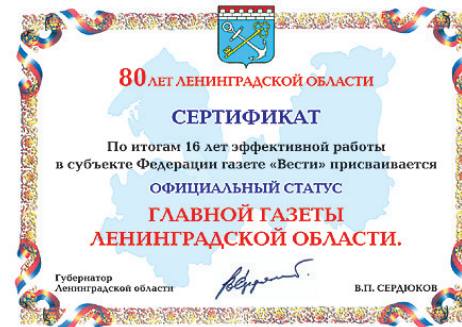 80 ЛЕТ ЛЕНИНГРАДСКОЙ ОБЛАСТИ
СЕРТИФИКАТ
По итогам 16 лет эффективной работы
в субъекте Федерации газете «Вести» присваивается
ОФИЦИАЛЬНЫЙ СТАТУС
ГЛАВНОЙ ГАЗЕТЫ
ЛЕНИНГРАДСКОЙ ОБЛАСТИ.
Губернатор
Ленинградской области
В.П. СЕРДЮКОВ